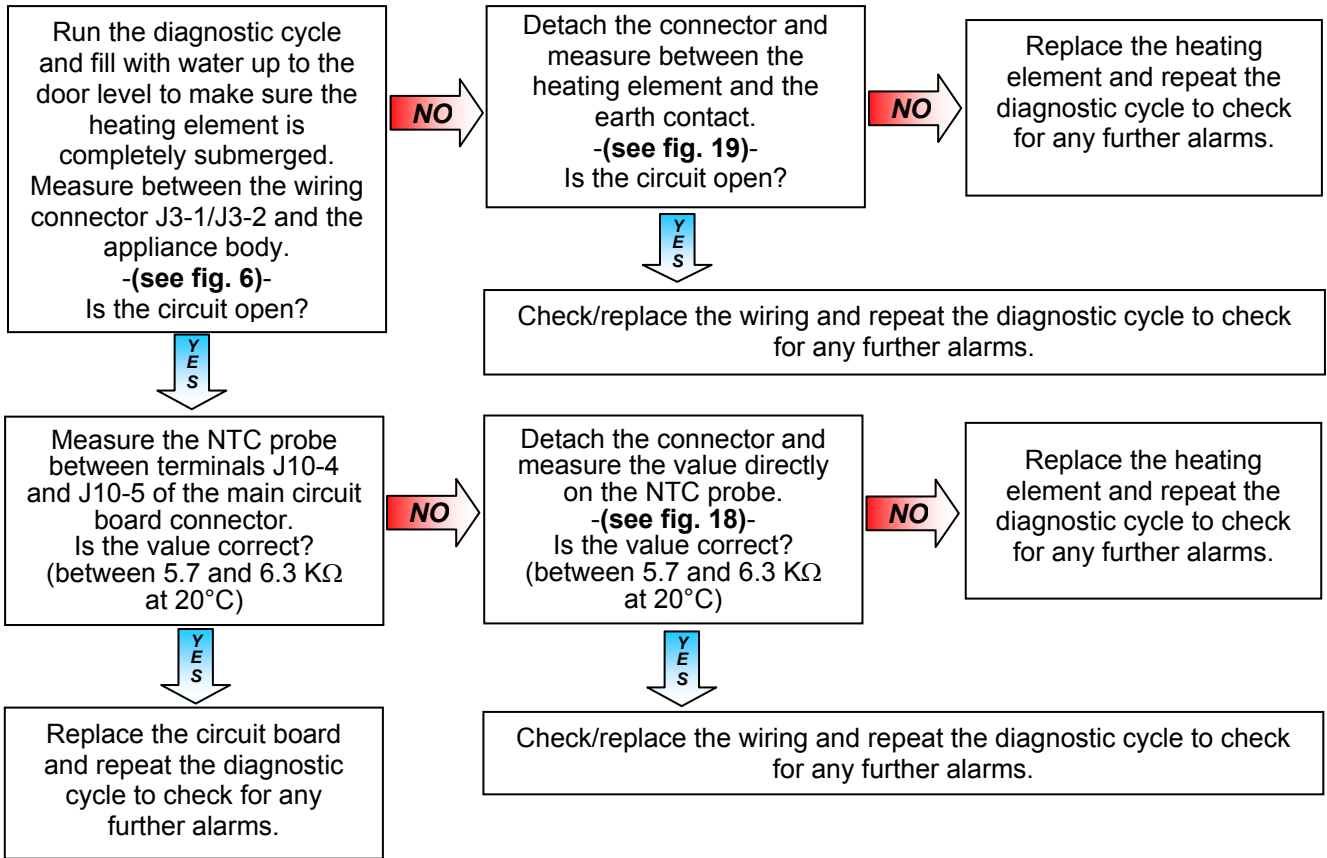 Run the diagnostic cycle
and fill with water up to the
door level to make sure the
heating element is
completely submerged.
Measure between the wiring
connector J3-1/J3-2 and the
appliance body.
-(see fig. 6)-
Is the circuit open?
NO
Detach the connector and
measure between the
heating element and the
earth contact.
-(see fig. 19)-
Is the circuit open?
NO
Replace the heating
element and repeat the
diagnostic cycle to check
for any further alarms.
YES
Check/replace the wiring and repeat the diagnostic cycle to check
for any further alarms.
YES
Measure the NTC probe
between terminals J10-4
and J10-5 of the main circuit
board connector.
Is the value correct?
(between 5.7 and 6.3 KΩ
at 20°C)
NO
Detach the connector and
measure the value directly
on the NTC probe.
-(see fig. 18)-
Is the value correct?
(between 5.7 and 6.3 KΩ
at 20°C)
NO
Replace the heating
element and repeat the
diagnostic cycle to check
for any further alarms.
YES
YES
Replace the circuit board
and repeat the diagnostic
cycle to check for any
further alarms.
Check/replace the wiring and repeat the diagnostic cycle to check
for any further alarms.